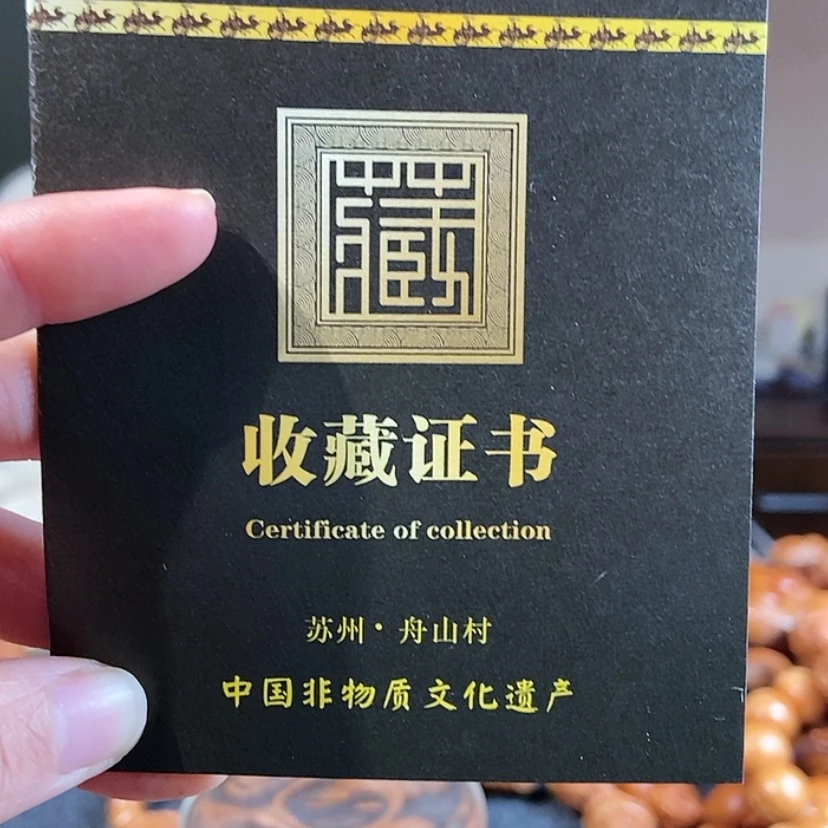 藏
收藏证书
Certificate of collection
苏州·舟山村
中国非物质文化遗产